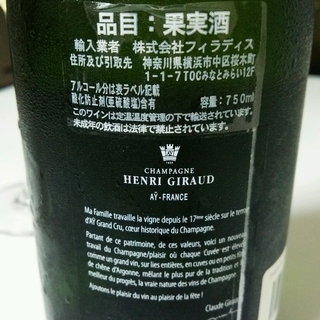 品目：果実酒
輸入業者 株式会社フィラディス
住所及び引取先 神奈川県横浜市中区桜木町
1-1-7TOCみなとみらい12F
アルコール分は表ラベル記載
酸化防止剤(亜硫酸塩)含有 容量：750ml
このワインは定温温度管理の下で輸送されています。
未成年の飲酒は法律で禁止されています。
CHAMPAGNE
HENRI GIRAUD
AŸ-FRANCE
Ma Famille travaille la vigne depuis le 17ème siècle sur le
d'Aÿ Grand Cru, cœur historique du Champagne.
Partant de ce patrimoine, de ces valeurs, voici un nouveau
travail du Champagne/plaisir où chaque Cuvée est élevée
comme un grand vin, sur lies entières, en cuves ou en petits
de chêne d'Argonne, mêlant le plus pur de la tradition et le
meilleur du progrès, la vraie nature des vins de Champagne.
Ajoutons le plaisir du vin au plaisir de la fête !
Claude